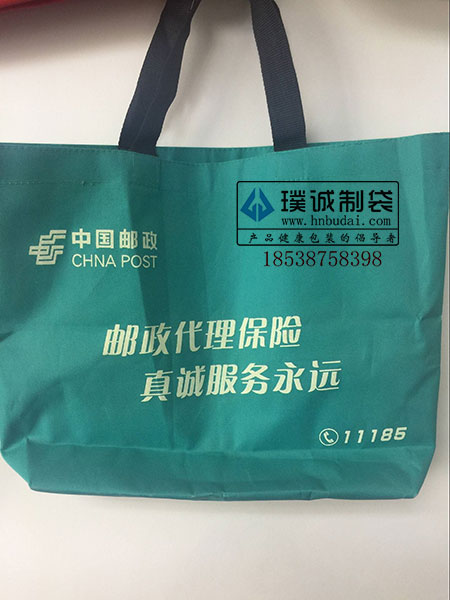 璞诚制袋
www.hnbudai.com
产品健康包装的倡导者
18538758398
中国邮政
CHNA POST
邮政代理保险
真诚服务永远
11185